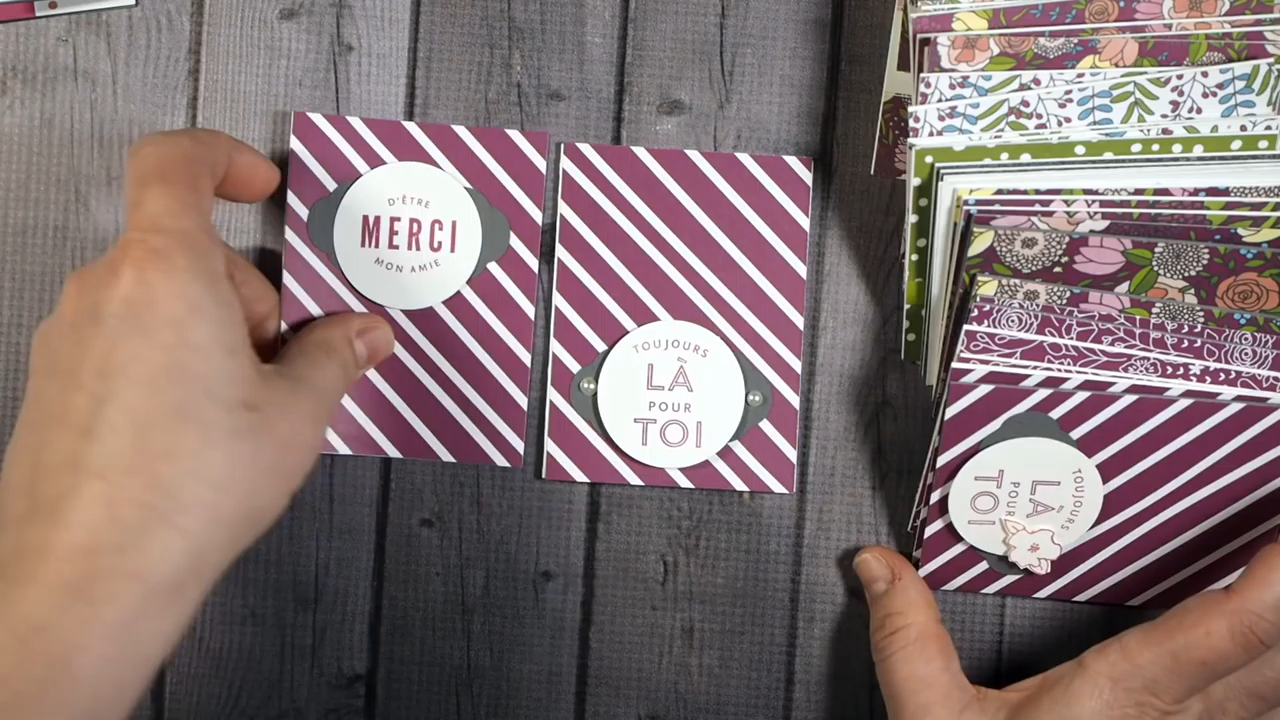 D'ÊTRE
MERCI
MON AMIE
TOUJOURS
LÀ
POUR
TOI
TOUJOURS
LÀ
POUR
TOI